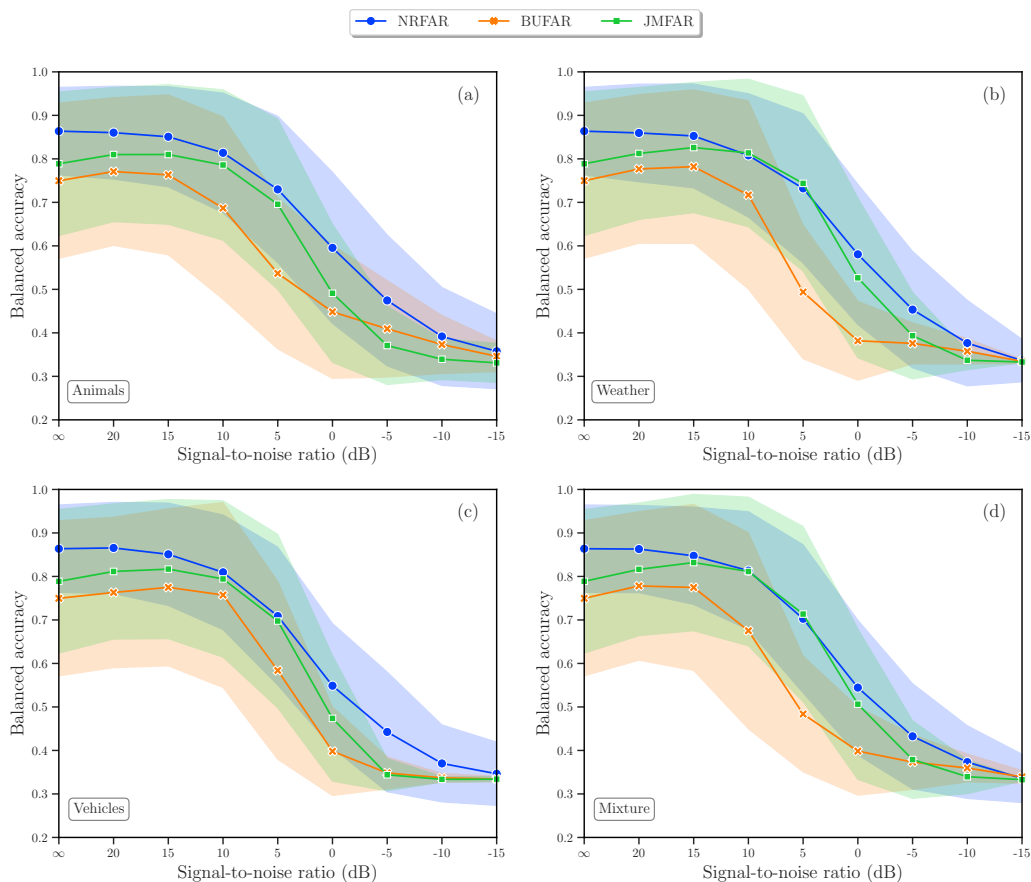 NRFAR BUFAR JMFAR
(a)
Balanced accuracy
1.0
0.9
0.8
0.7
0.6
0.5
0.4
0.3
0.2
Animals
∞ 20 15 10 5 0 -5 -10 -15
Signal-to-noise ratio (dB)
(b)
Balanced accuracy
1.0
0.9
0.8
0.7
0.6
0.5
0.4
0.3
0.2
Weather
∞ 20 15 10 5 0 -5 -10 -15
Signal-to-noise ratio (dB)
(c)
Balanced accuracy
1.0
0.9
0.8
0.7
0.6
0.5
0.4
0.3
0.2
Vehicles
∞ 20 15 10 5 0 -5 -10 -15
Signal-to-noise ratio (dB)
(d)
Balanced accuracy
1.0
0.9
0.8
0.7
0.6
0.5
0.4
0.3
0.2
Mixture
∞ 20 15 10 5 0 -5 -10 -15
Signal-to-noise ratio (dB)